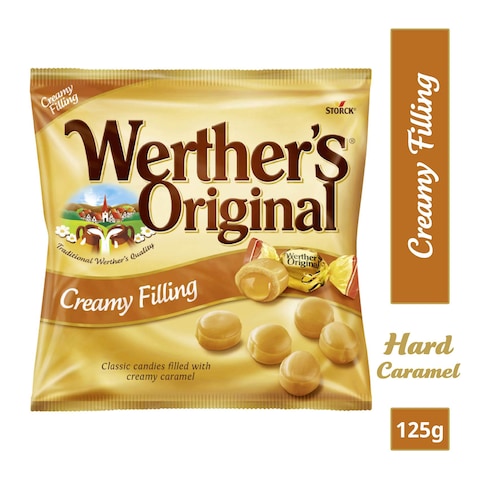 Creamy
Filling
STORCK®
Werther's®
Original
Traditional Werther's Quality
Werther's
Original
Creamy Filling
Classic candies filled with
creamy caramel
Creamy Filling
Hard
Caramel
125g